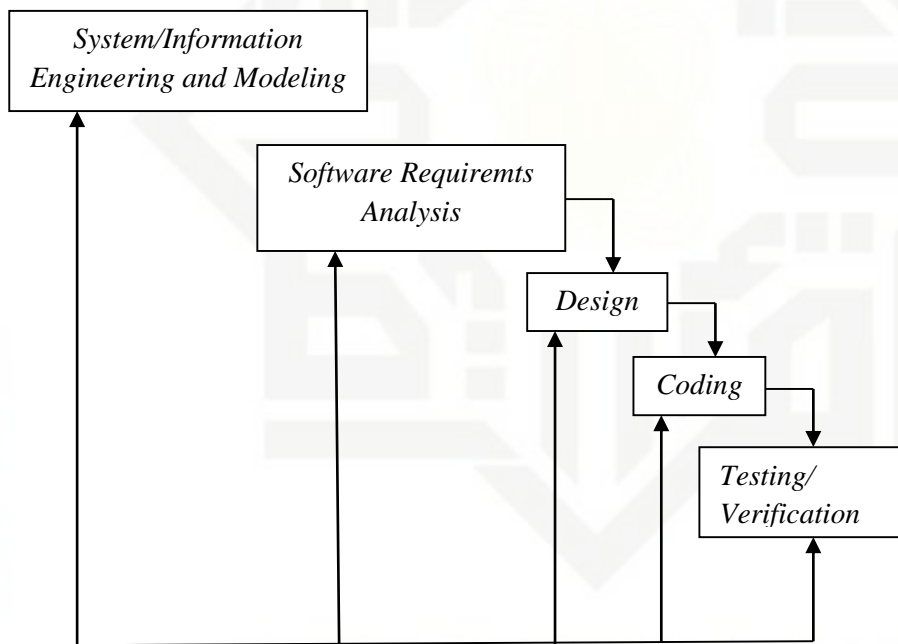 System/Information
Engineering and Modeling
Software Requiremts
Analysis
Design
Coding
Testing/
Verification